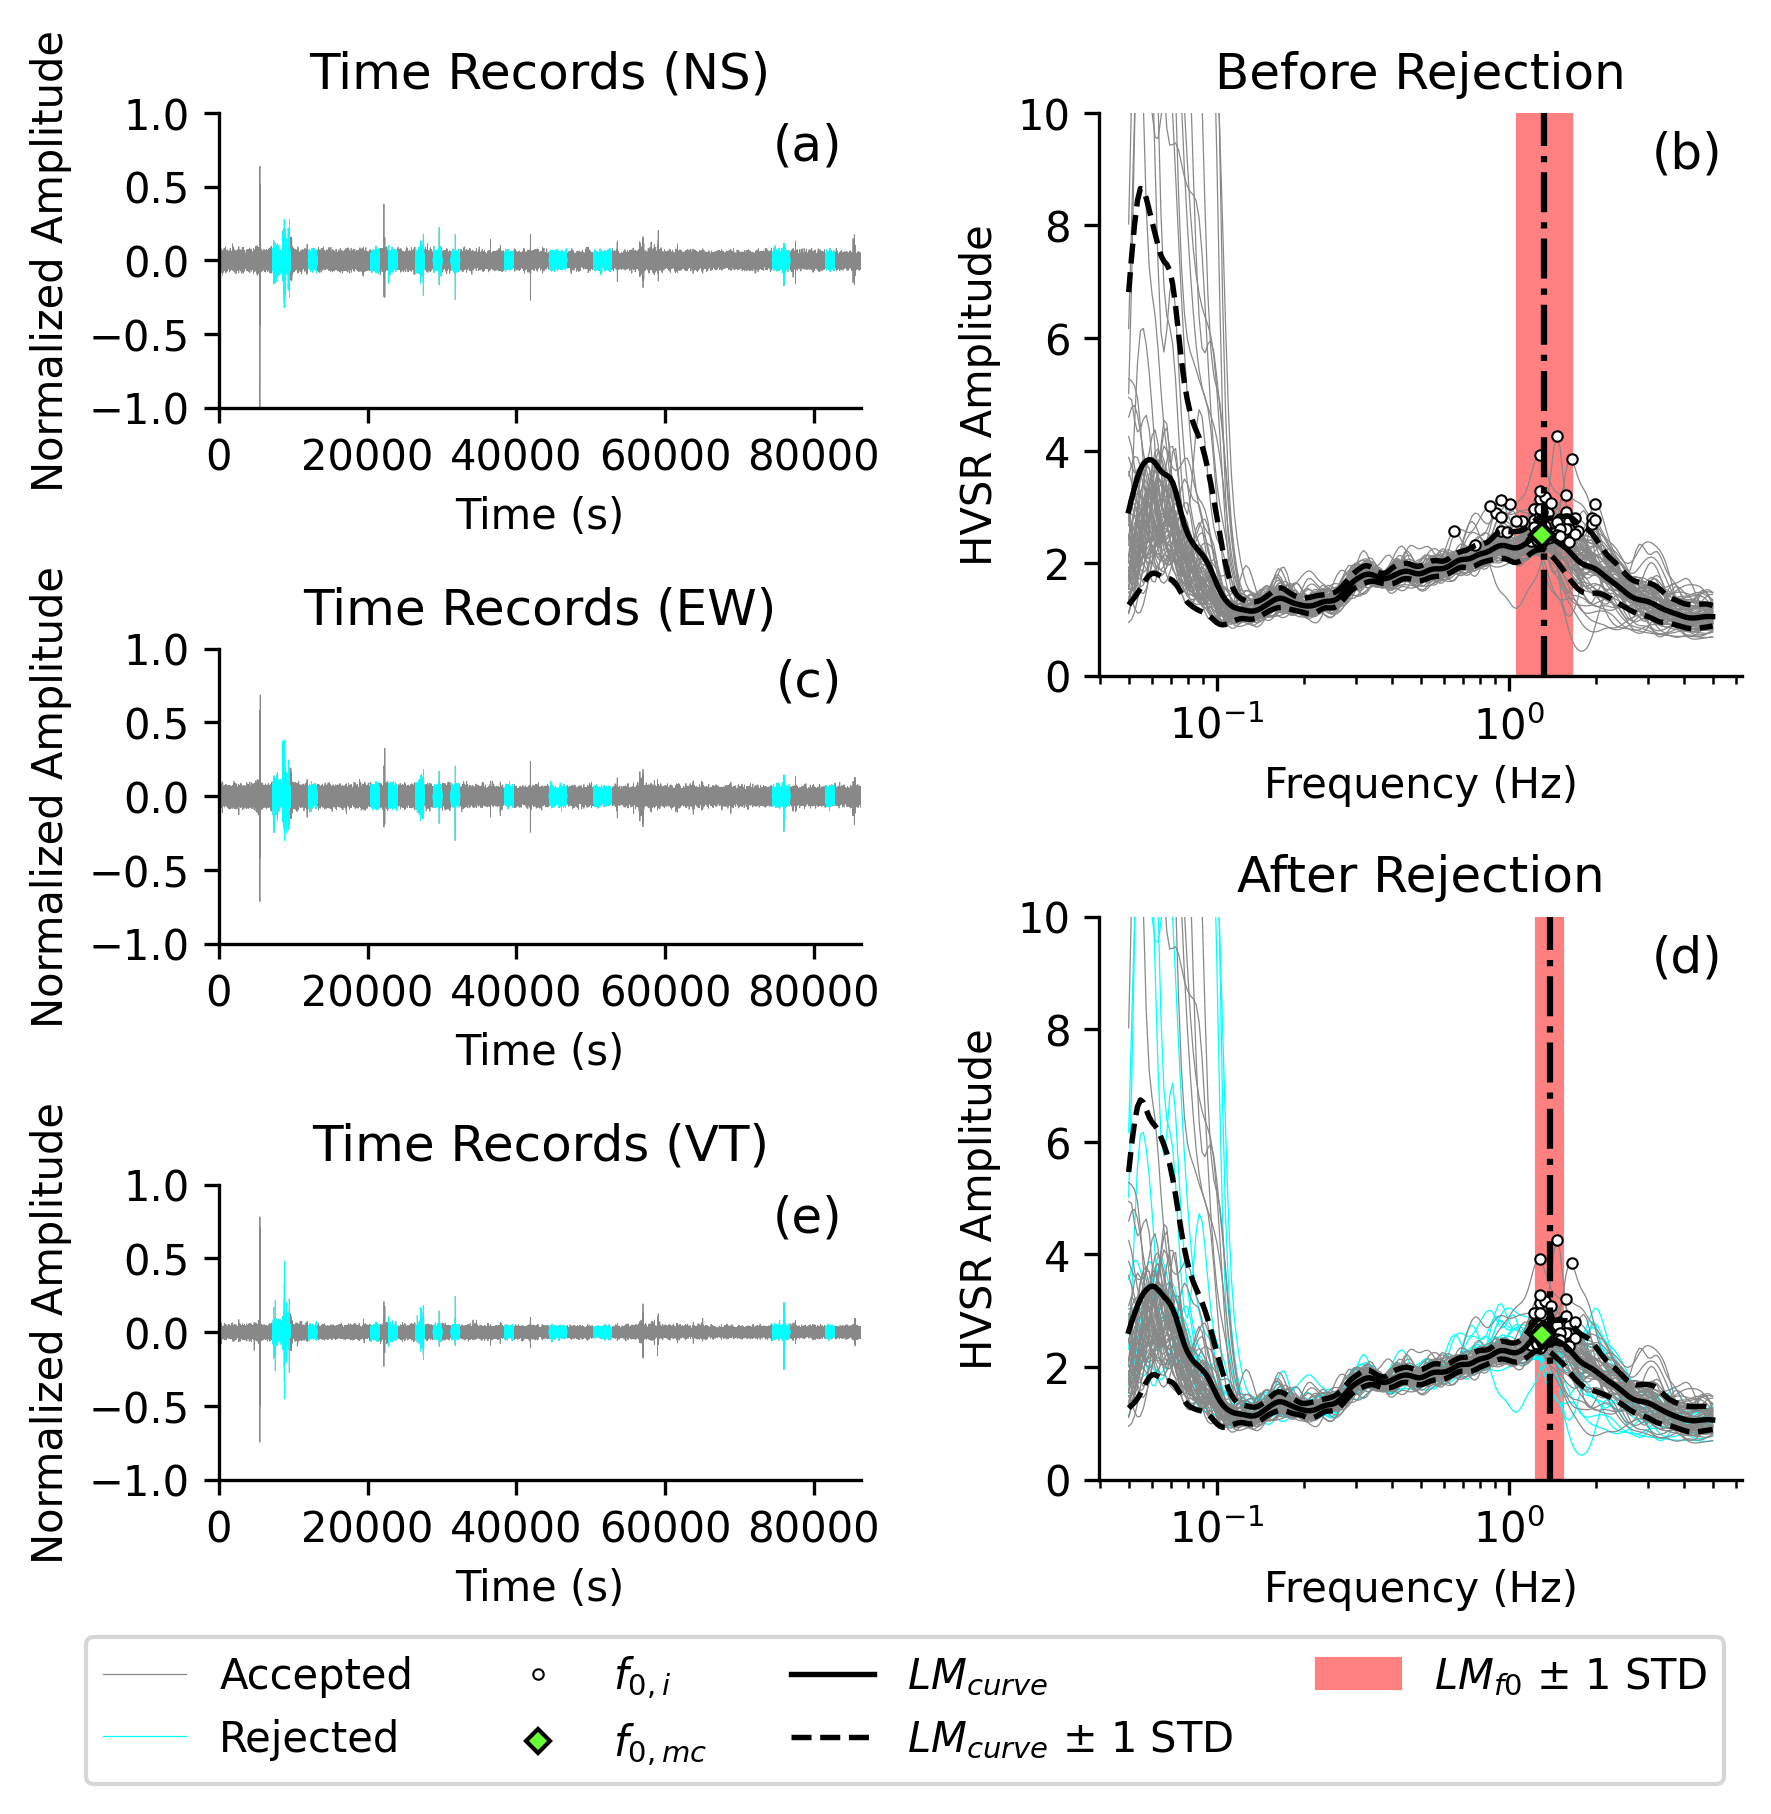 Time Records (NS)
Normalized Amplitude
1.0
0.5
0.0
−0.5
−1.0
(a)
0 20000 40000 60000 80000
Time (s)
Before Rejection
HVSR Amplitude
10
8
6
4
2
0
(b)
10⁻¹ 10⁰
Frequency (Hz)
Time Records (EW)
Normalized Amplitude
1.0
0.5
0.0
−0.5
−1.0
(c)
0 20000 40000 60000 80000
Time (s)
After Rejection
HVSR Amplitude
10
8
6
4
2
0
(d)
10⁻¹ 10⁰
Frequency (Hz)
Time Records (VT)
Normalized Amplitude
1.0
0.5
0.0
−0.5
−1.0
(e)
0 20000 40000 60000 80000
Time (s)
Accepted
Rejected
f0,i
f0,mc
LMcurve
LMcurve ± 1 STD
LMf0 ± 1 STD